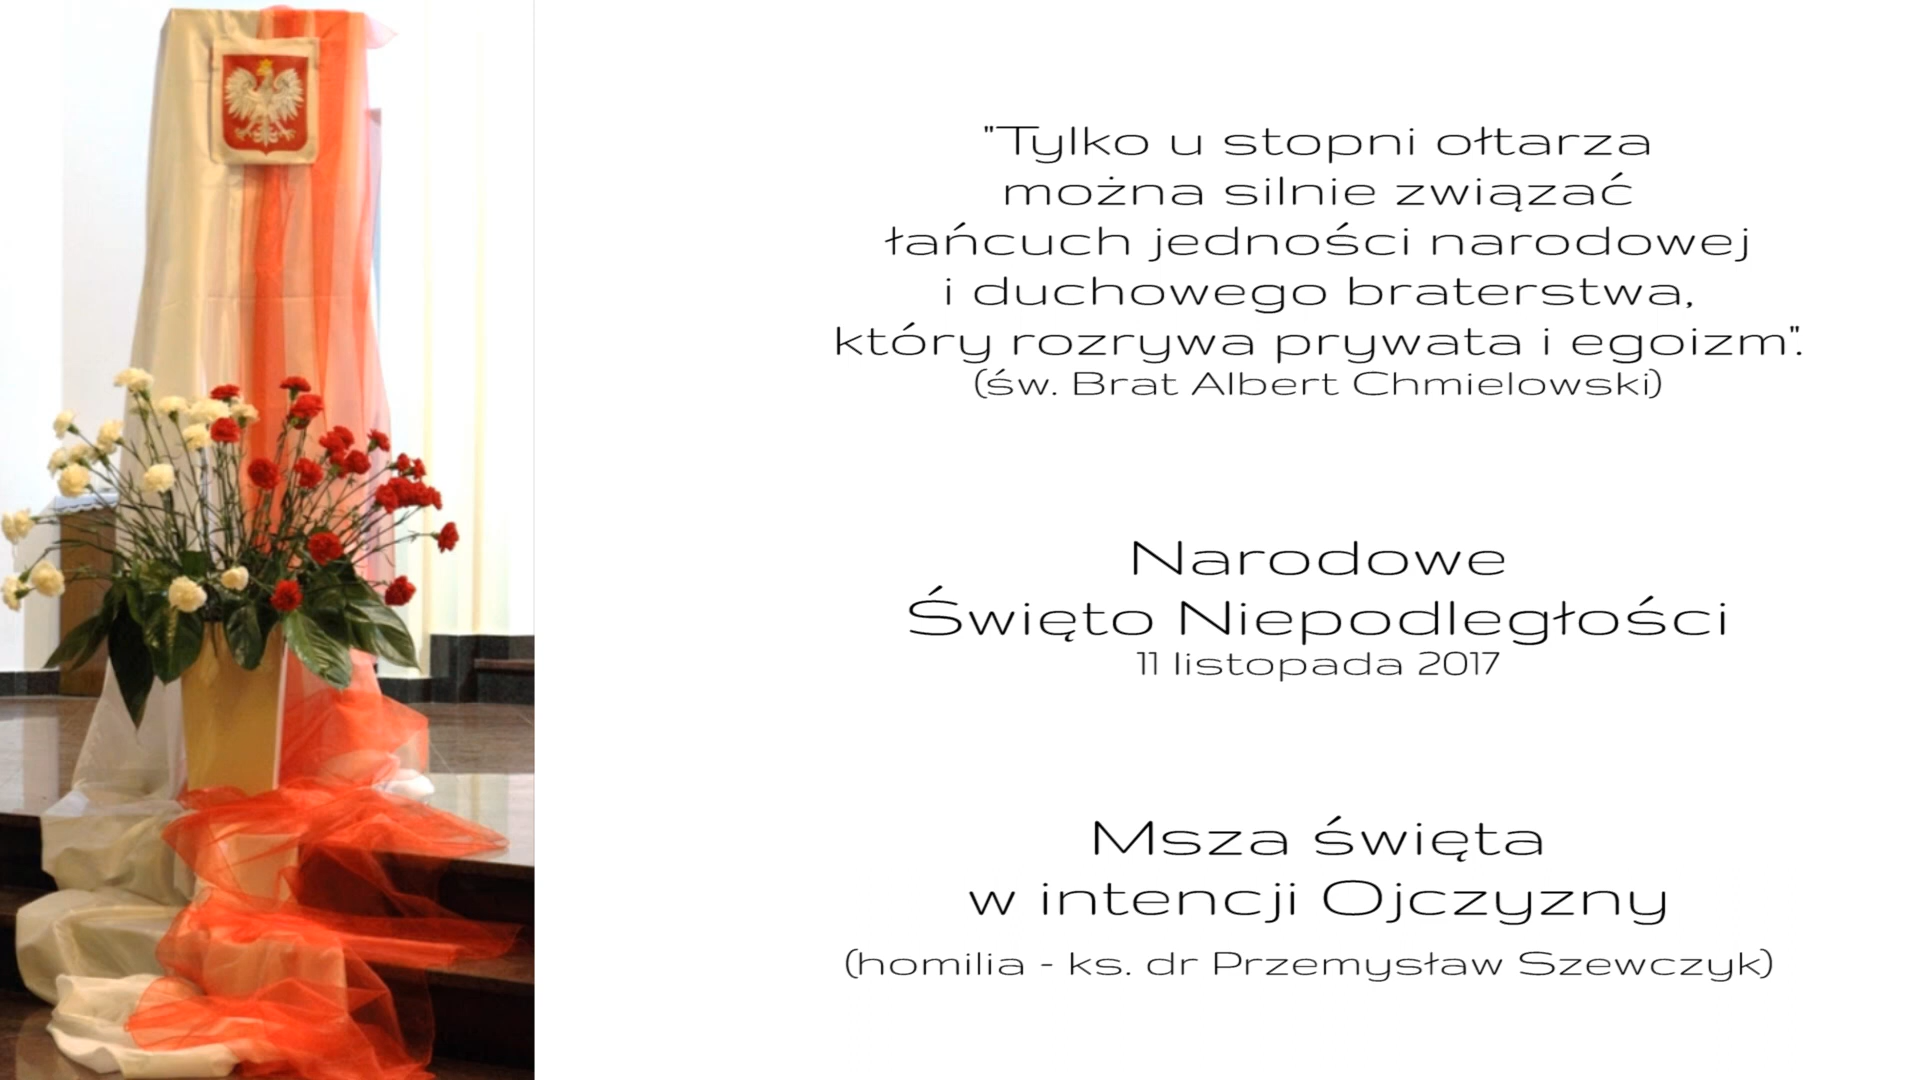 "Tylko u stopni ołtarza
można silnie związać
łańcuch jedności narodowej
i duchowego braterstwa,
który rozrywa prywata i egoizm".
(św. Brat Albert Chmielowski)
Narodowe
Święto Niepodległości
11 listopada 2017
Msza święta
w intencji Ojczyzny
(homilia - ks. dr Przemysław Szewczyk)